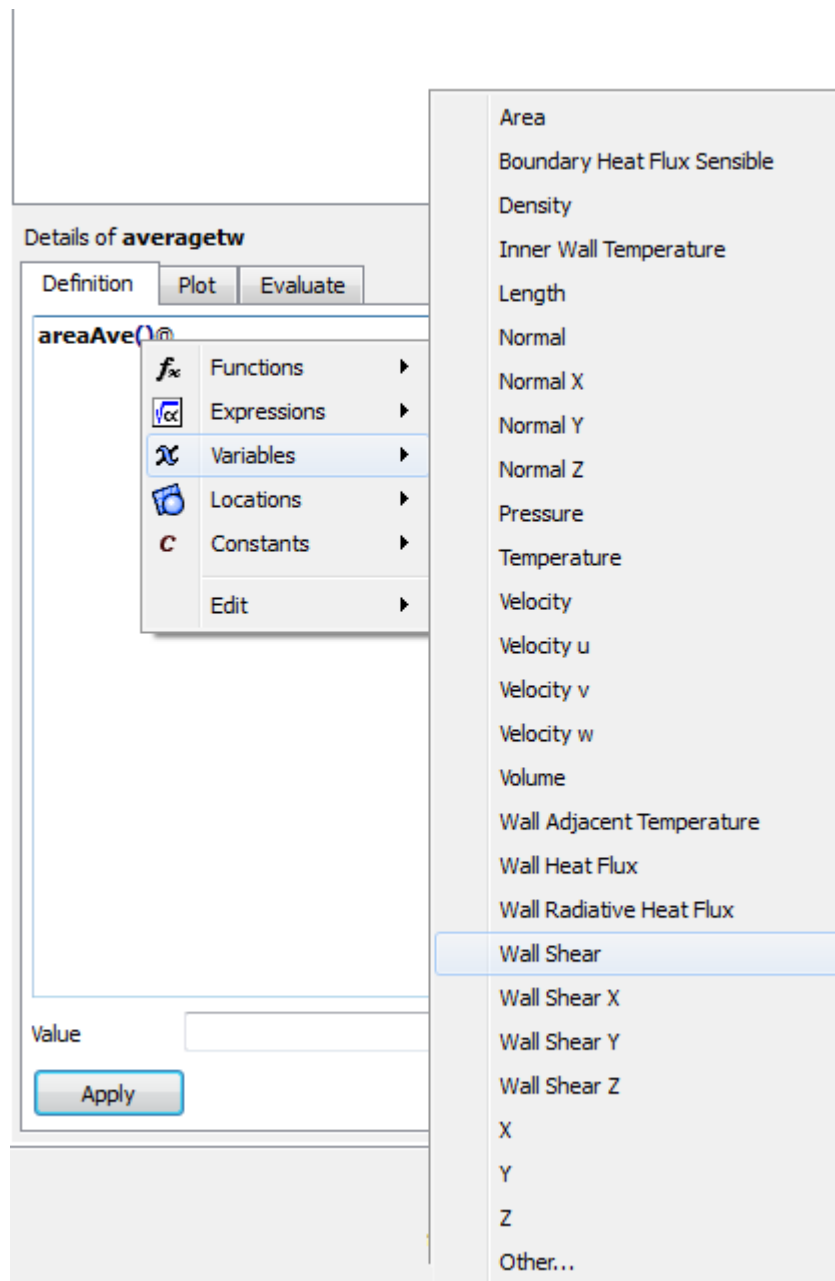 Details of averagetw
Definition Plot Evaluate
areaAve()@
fx Functions
√α Expressions
x Variables
Locations
C Constants
Edit
Value
Apply
Area
Boundary Heat Flux Sensible
Density
Inner Wall Temperature
Length
Normal
Normal X
Normal Y
Normal Z
Pressure
Temperature
Velocity
Velocity u
Velocity v
Velocity w
Volume
Wall Adjacent Temperature
Wall Heat Flux
Wall Radiative Heat Flux
Wall Shear
Wall Shear X
Wall Shear Y
Wall Shear Z
X
Y
Z
Other...